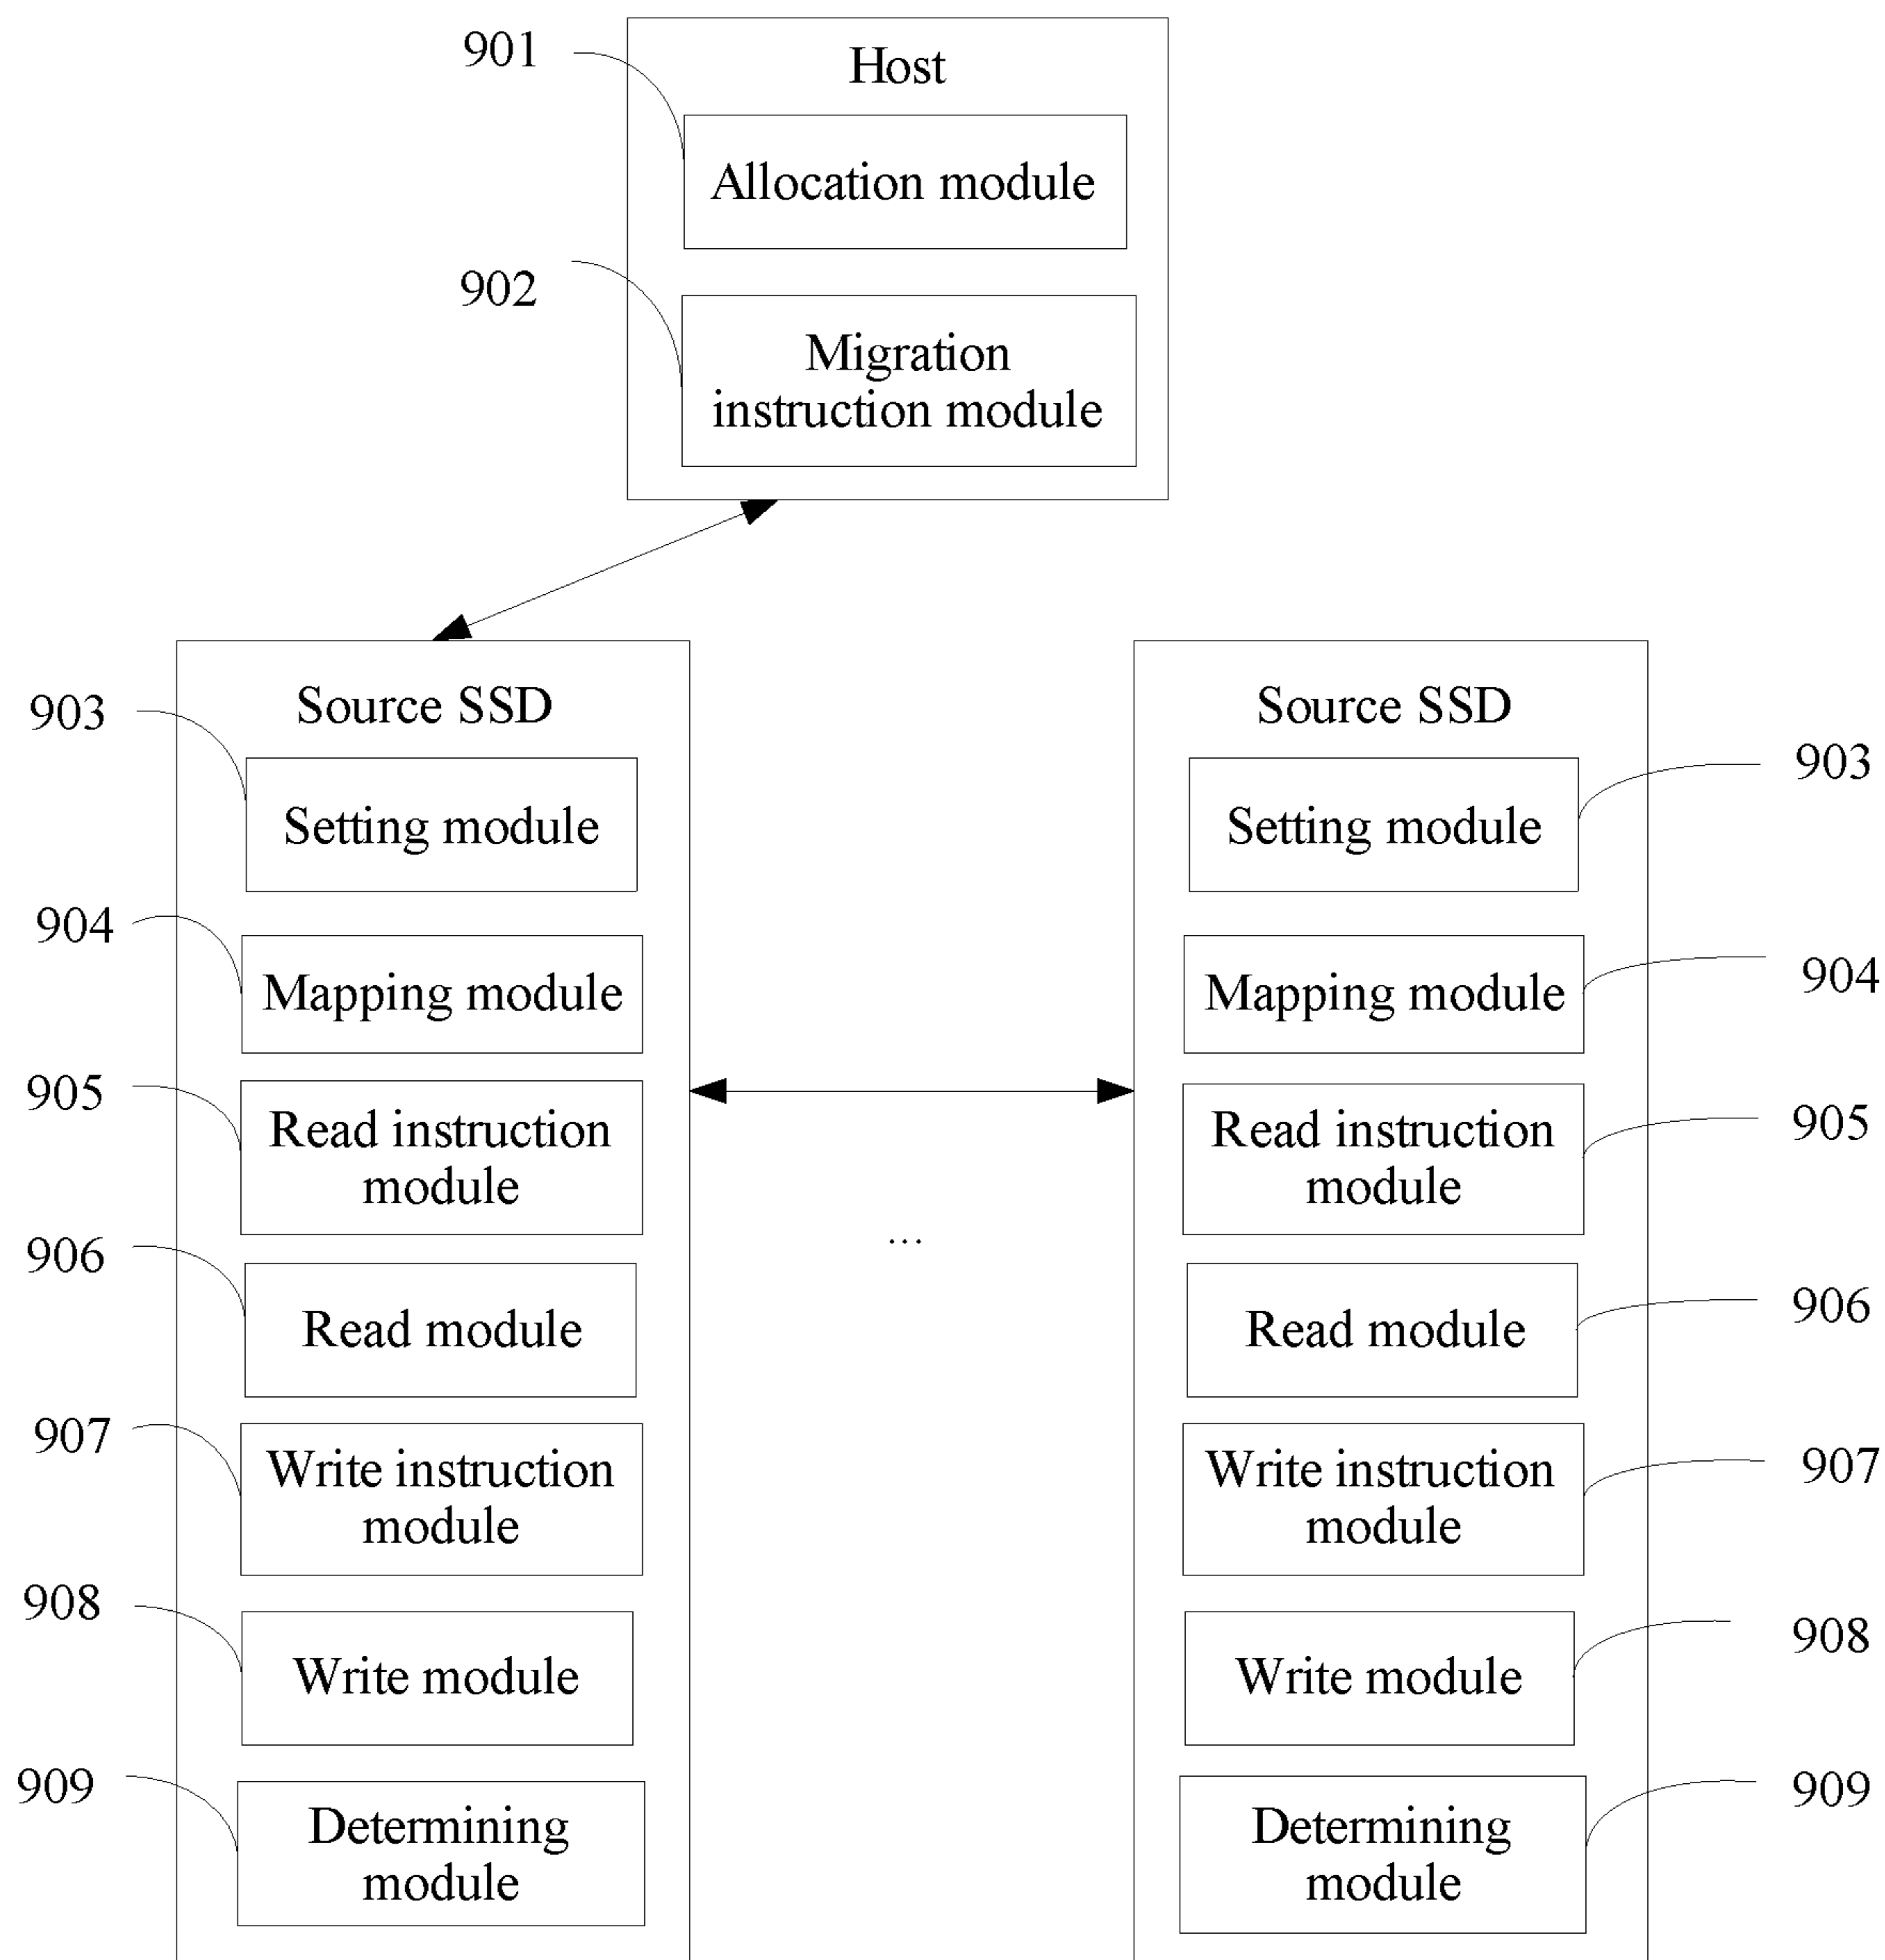 901
Host
Allocation module
902
Migration
instruction module
Source SSD
903
Setting module
904
Mapping module
905
Read instruction
module
906
Read module
907
Write instruction
module
908
Write module
909
Determining
module
...
Source SSD
Setting module
903
Mapping module
904
Read instruction
module
905
Read module
906
Write instruction
module
907
Write module
908
Determining
module
909